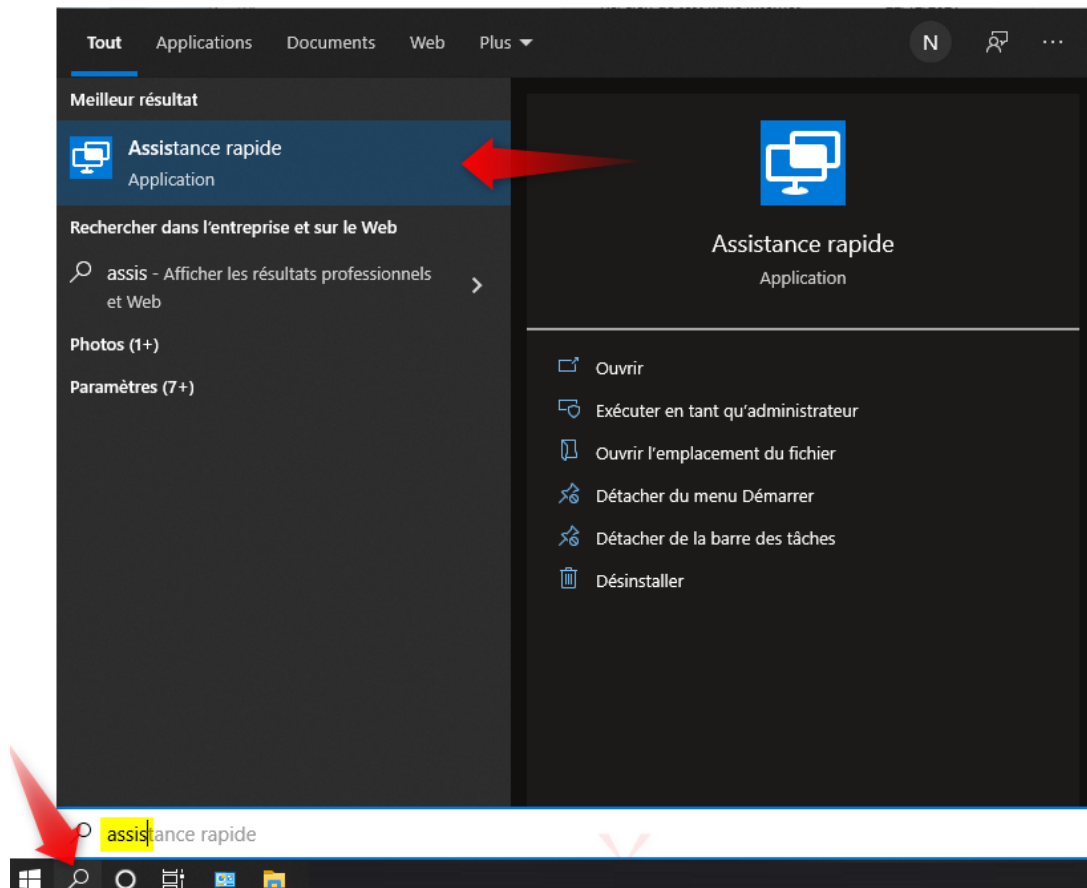 Tout Applications Documents Web Plus
N
Meilleur résultat
Assistance rapide
Application
Rechercher dans l'entreprise et sur le Web
assis - Afficher les résultats professionnels
et Web
Photos (1+)
Paramètres (7+)
Assistance rapide
Application
Ouvrir
Exécuter en tant qu'administrateur
Ouvrir l'emplacement du fichier
Détacher du menu Démarrer
Détacher de la barre des tâches
Désinstaller
assistance rapide